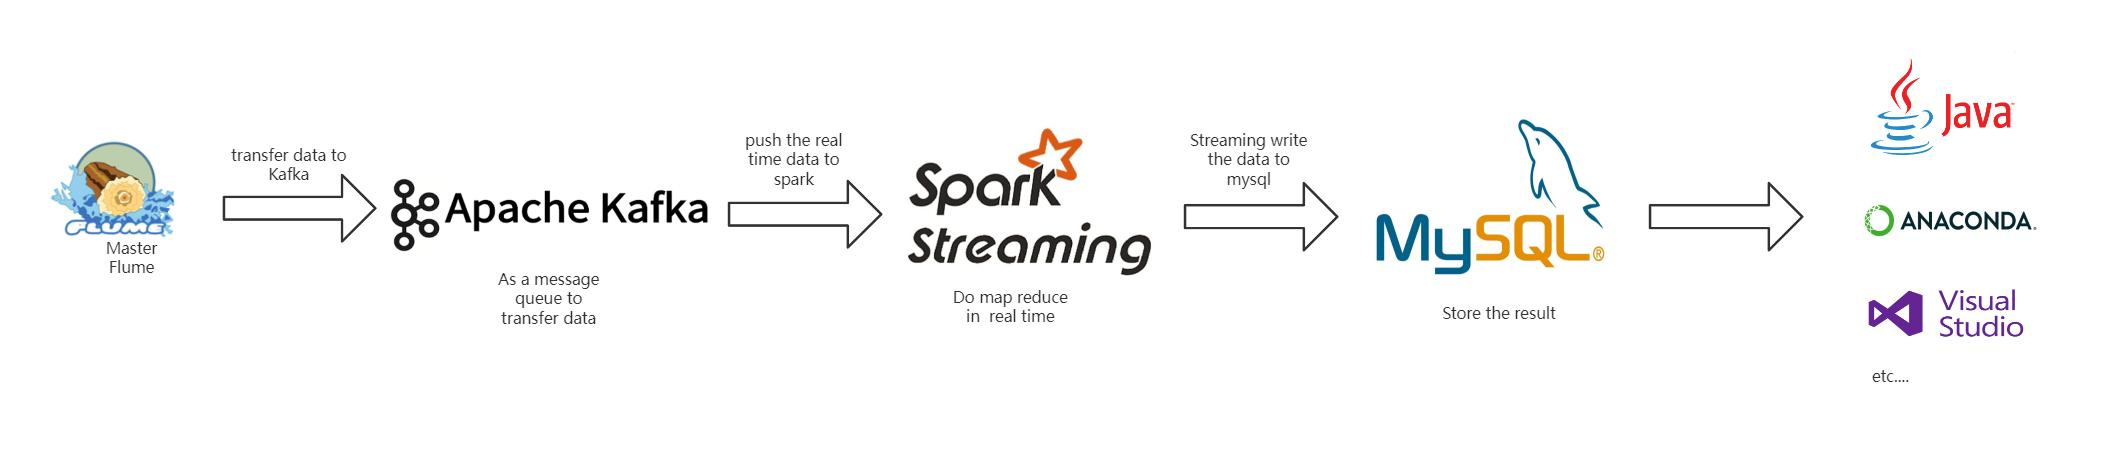 FLUME
Master
Flume
transfer data to
Kafka
Apache Kafka
As a message
queue to
transfer data
push the real
time data to
spark
Spark
Streaming
Do map reduce
in  real time
Streaming write
the data to
mysql
MySQL®
Store the result
Java™
ANACONDA.
Visual
Studio
etc....